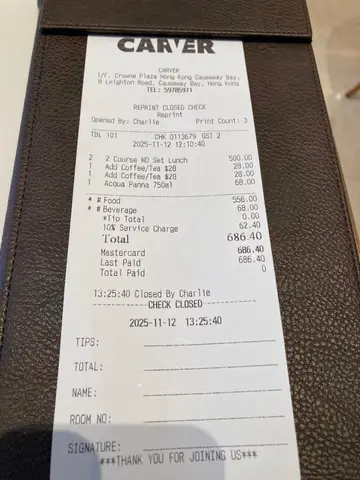 CARVER
CARVER
1/F, Crowne Plaza Hong Kong Causeway Bay,
8 Leighton Road, Causeway Bay, Hong Kong
TEL: 59785971
REPRINT CLOSED CHECK
Reprint
Opened By: Charlie Print Count: 3
TBL 101 CHK 0113679 GST 2
2025-11-12 12:10:40
2 2 Course WD Set Lunch 500.00
1 Add Coffee/Tea $28 28.00
1 Add Coffee/Tea $28 28.00
1 Acqua Panna 750ml 68.00
* # Food 556.00
* # Beverage 68.00
*Tip Total 0.00
10% Service Charge 62.40
Total 686.40
Mastercard 686.40
Last Paid 686.40
Total Paid 0
13:25:40 Closed By Charlie
CHECK CLOSED
2025-11-12 13:25:40
TIPS:
TOTAL:
NAME:
ROOM NO:
SIGNATURE:
***THANK YOU FOR JOINING US***